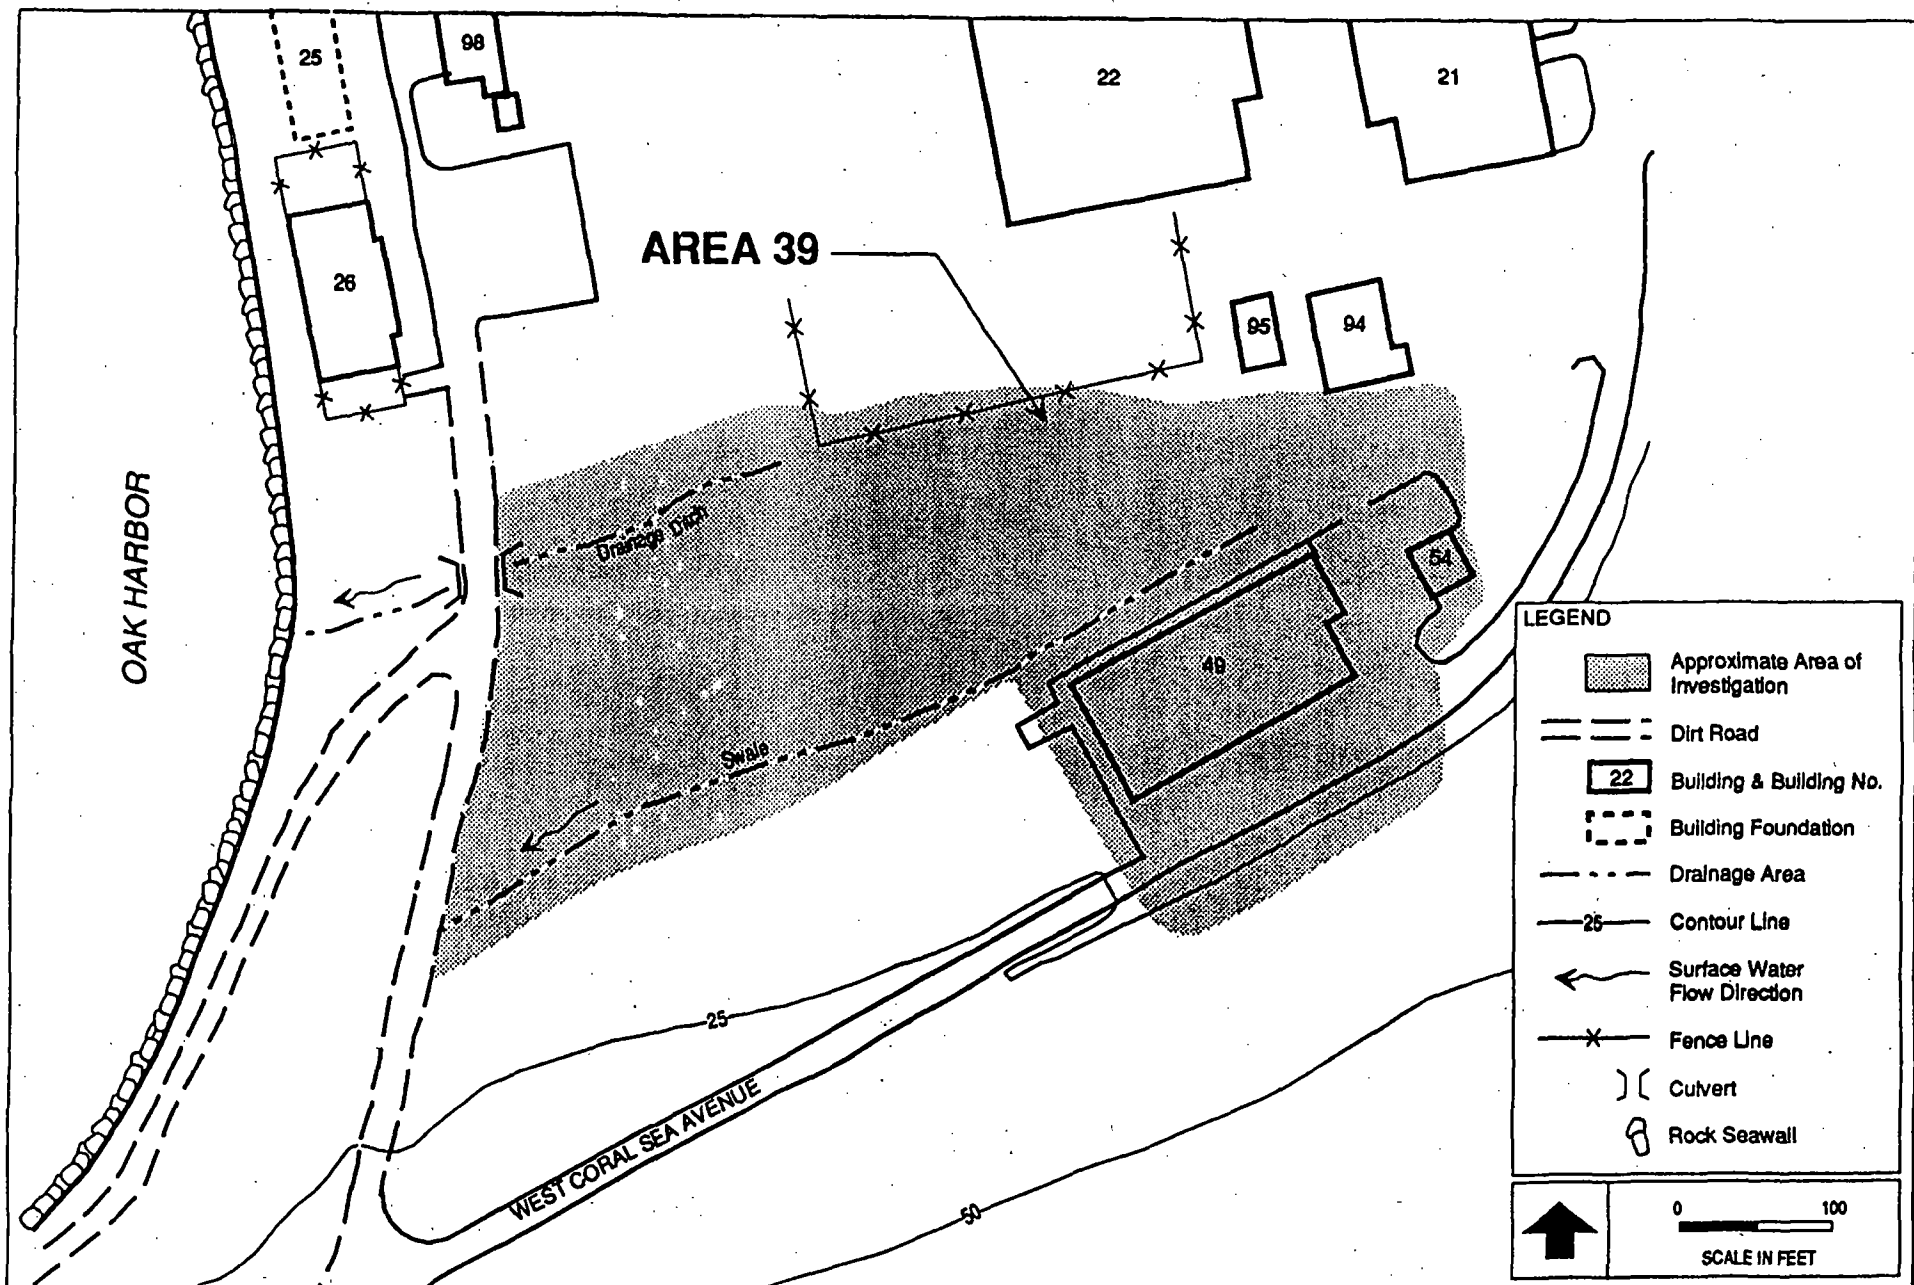 25
98
22
21
AREA 39
26
95
94
OAK HARBOR
Drainage Ditch
54
49
Swale
25
WEST CORAL SEA AVENUE
50
LEGEND
Approximate Area of
Investigation
Dirt Road
22
Building & Building No.
Building Foundation
Drainage Area
25
Contour Line
Surface Water
Flow Direction
Fence Line
Culvert
Rock Seawall
0 100
SCALE IN FEET